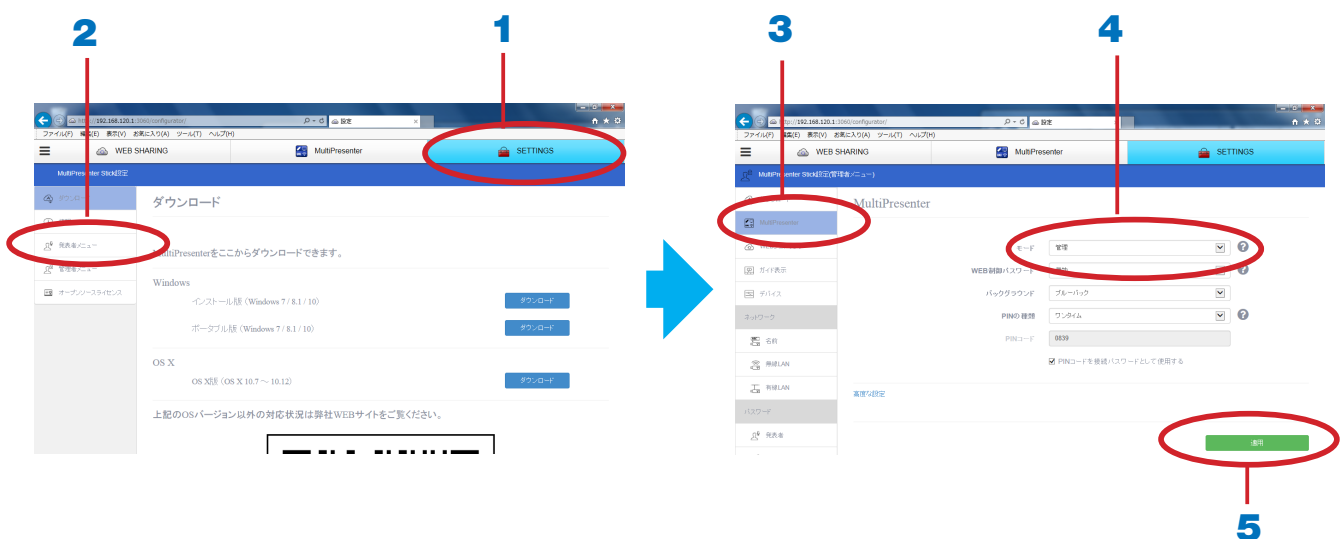 2
1
http://192.168.120.1:3060/configurator/
設定
ファイル(F) 編集(E) 表示(V) お気に入り(A) ツール(T) ヘルプ(H)
WEB SHARING
MultiPresenter
SETTINGS
MultiPresenter Stick設定
ダウンロード
発表者メニュー
管理者メニュー
オープンソースライセンス
ダウンロード
MultiPresenterをここからダウンロードできます。
Windows
インストール版（Windows 7 / 8.1 / 10）
ダウンロード
ポータブル版（Windows 7 / 8.1 / 10）
ダウンロード
OS X
OS X版（OS X 10.7 ～ 10.12）
ダウンロード
上記のOSバージョン以外の対応状況は弊社WEBサイトをご覧ください。
3
4
http://192.168.120.1:3060/configurator/
設定
ファイル(F) 編集(E) 表示(V) お気に入り(A) ツール(T) ヘルプ(H)
WEB SHARING
MultiPresenter
SETTINGS
MultiPresenter Stick設定(管理者メニュー)
MultiPresenter
ガイド表示
デバイス
ネットワーク
名前
無線LAN
有線LAN
パスワード
発表者
MultiPresenter
モード 管理
WEB制御パスワード
バックグラウンド ブルーバック
PINの種類 ワンタイム
PINコード 0839
PINコードを接続パスワードとして使用する
高度な設定
適用
5